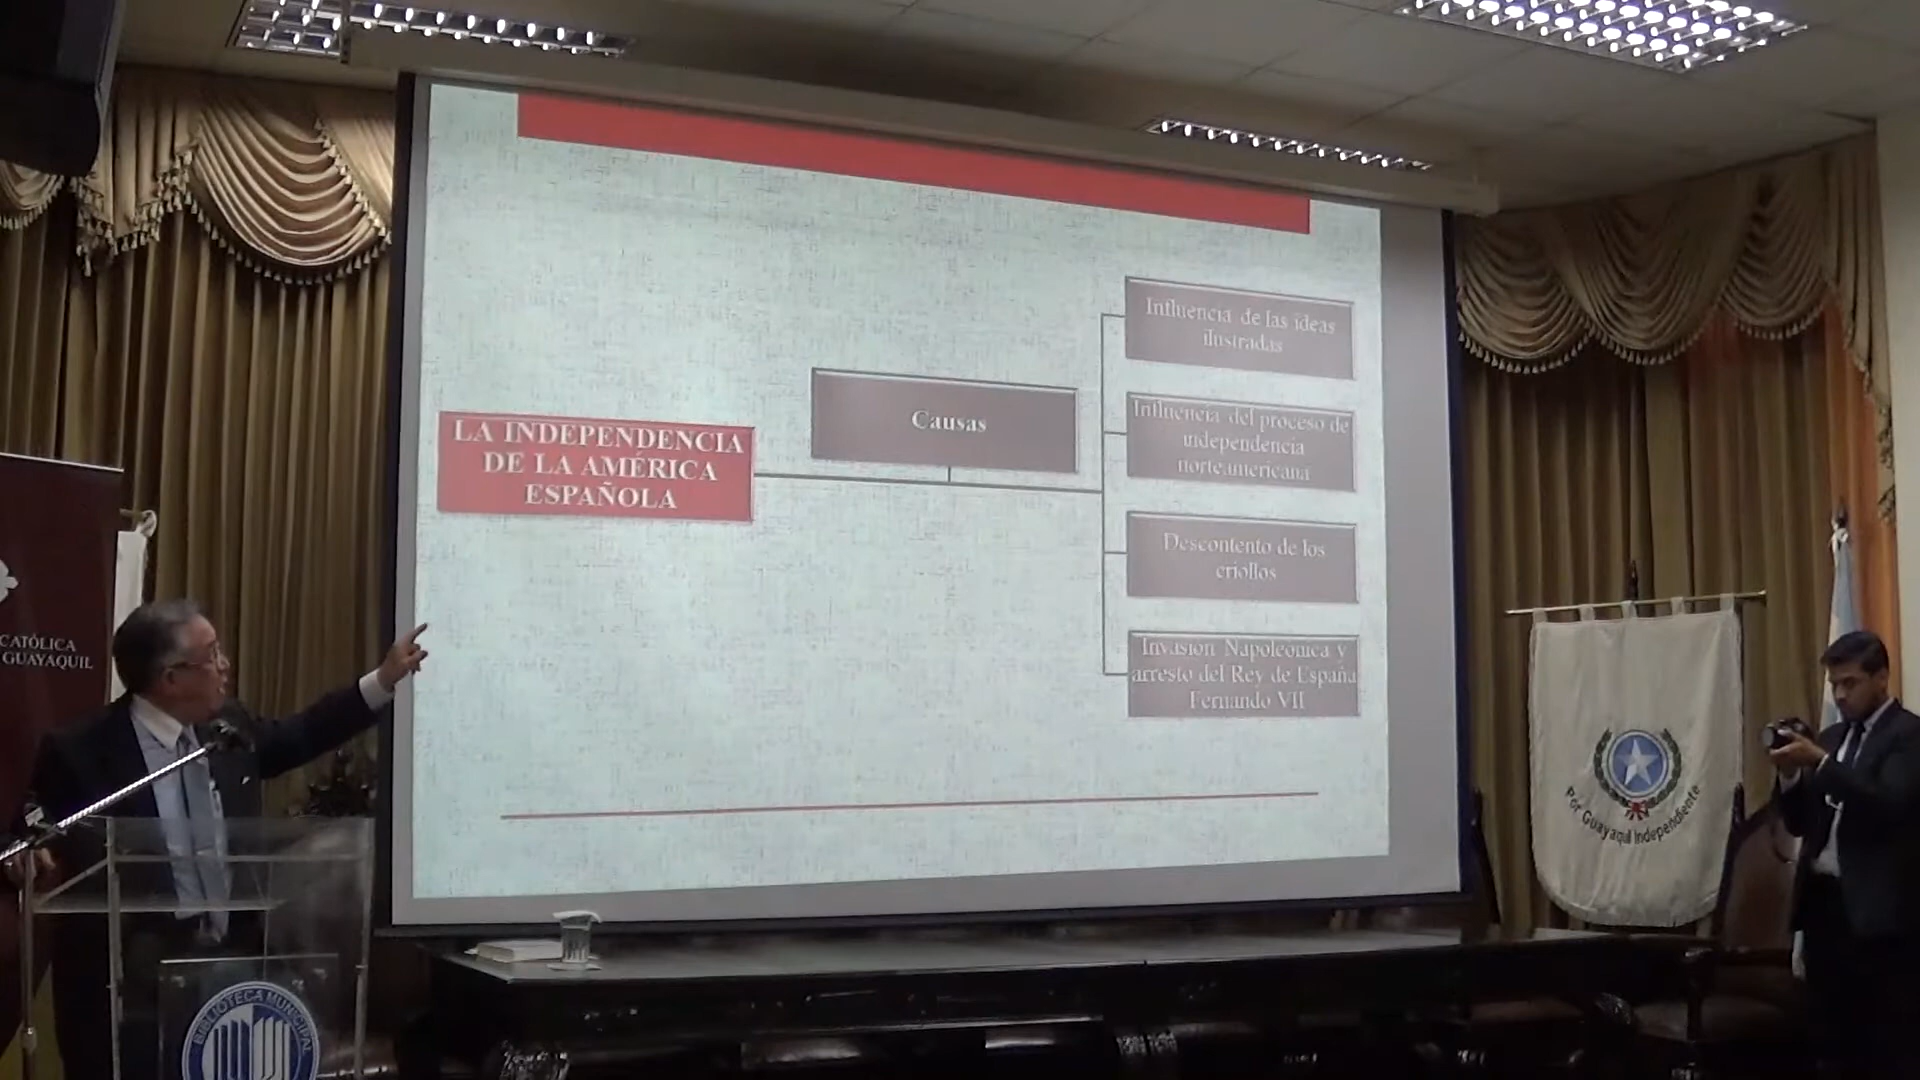 LA INDEPENDENCIA
DE LA AMÉRICA
ESPAÑOLA
Causas
Influencia de las ideas
ilustradas
Influencia del proceso de
independencia
norteamericana
Descontento de los
criollos
Invasión Napoleónica y
arresto del Rey de España
Fernando VII
CATÓLICA
GUAYAQUIL
BIBLIOTECA MUNICIPAL
Por Guayaquil Independiente